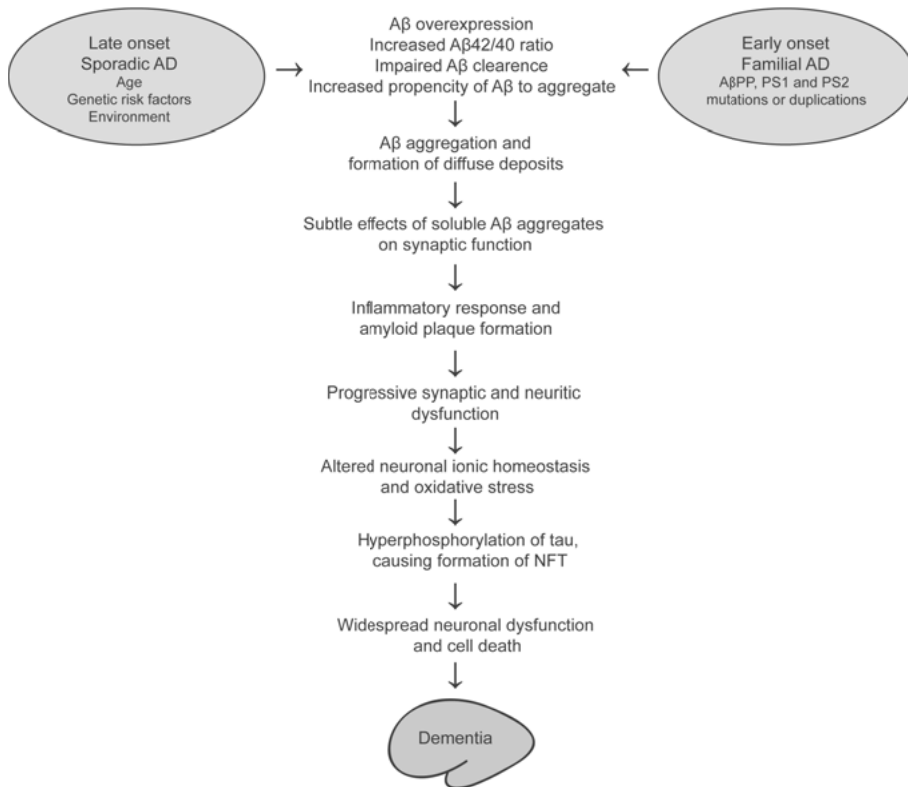 Late onset
Sporadic AD
Age
Genetic risk factors
Environment
Aβ overexpression
Increased Aβ42/40 ratio
Impaired Aβ clearence
Increased propencity of Aβ to aggregate
Early onset
Familial AD
AβPP, PS1 and PS2
mutations or duplications
Aβ aggregation and
formation of diffuse deposits
Subtle effects of soluble Aβ aggregates
on synaptic function
Inflammatory response and
amyloid plaque formation
Progressive synaptic and neuritic
dysfunction
Altered neuronal ionic homeostasis
and oxidative stress
Hyperphosphorylation of tau,
causing formation of NFT
Widespread neuronal dysfunction
and cell death
Dementia